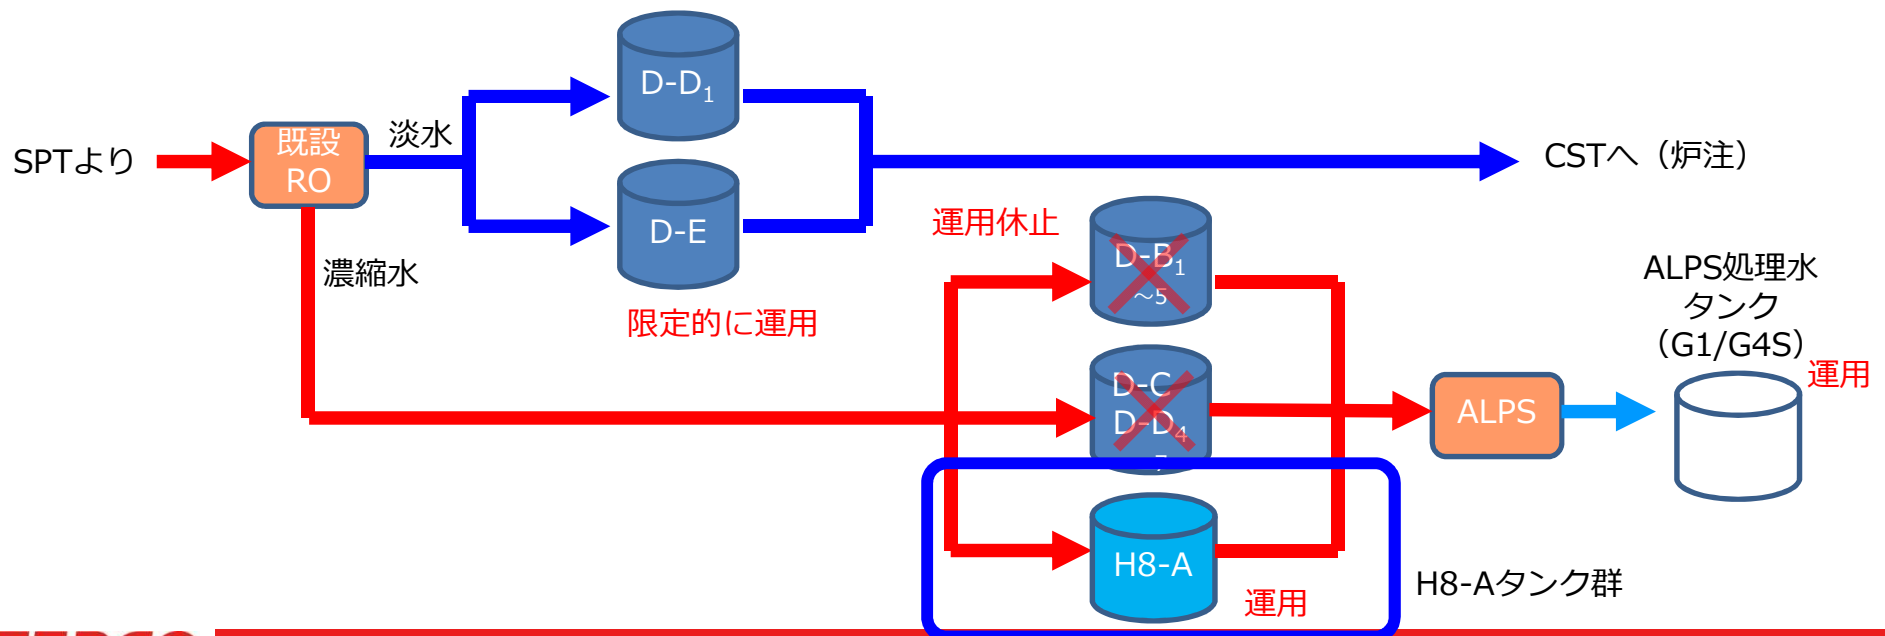 D-D₁
淡水
SPTより
既設
RO
CSTへ（炉注）
D-E
濃縮水
限定的に運用
運用休止
D-B₁
～5
D-C
D-D₄
ALPS処理水
タンク
（G1/G4S）
運用
ALPS
H8-A
運用
H8-Aタンク群